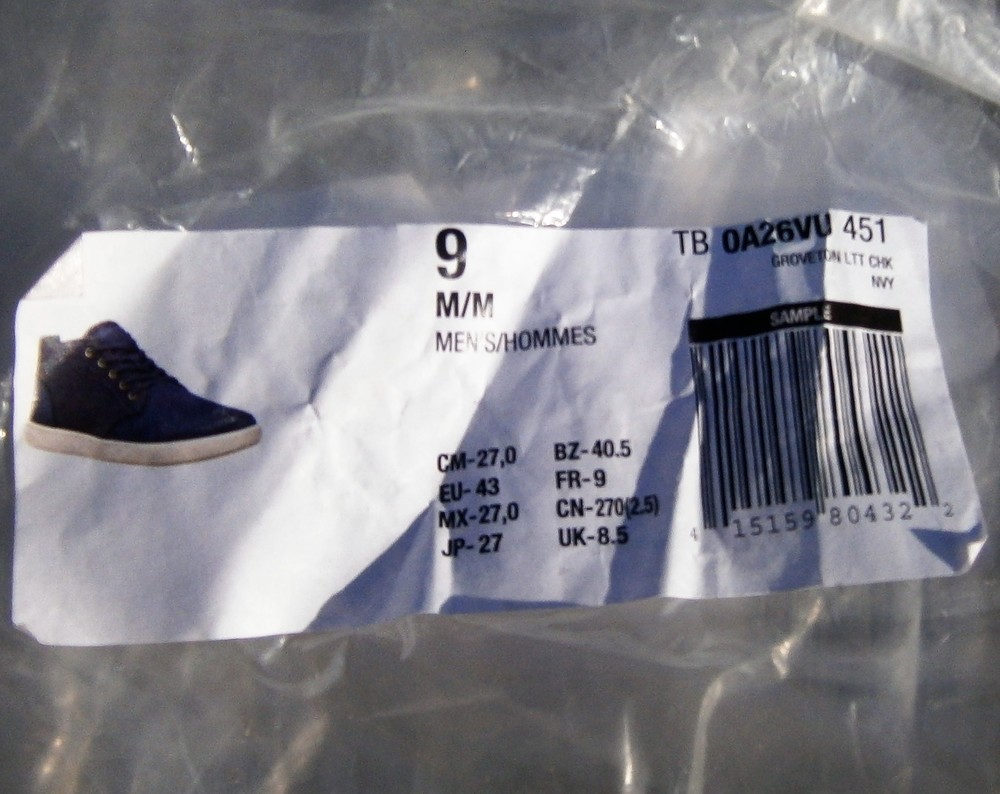 9
M/M
MEN'S/HOMMES
CM-27,0 BZ-40.5
EU-43 FR-9
MX-27,0 CN-270(2.5)
JP-27 UK-8.5
TB 0A26VU 451
GROVETON LTT CHK
NVY
SAMPLE
4 15159 80432 2